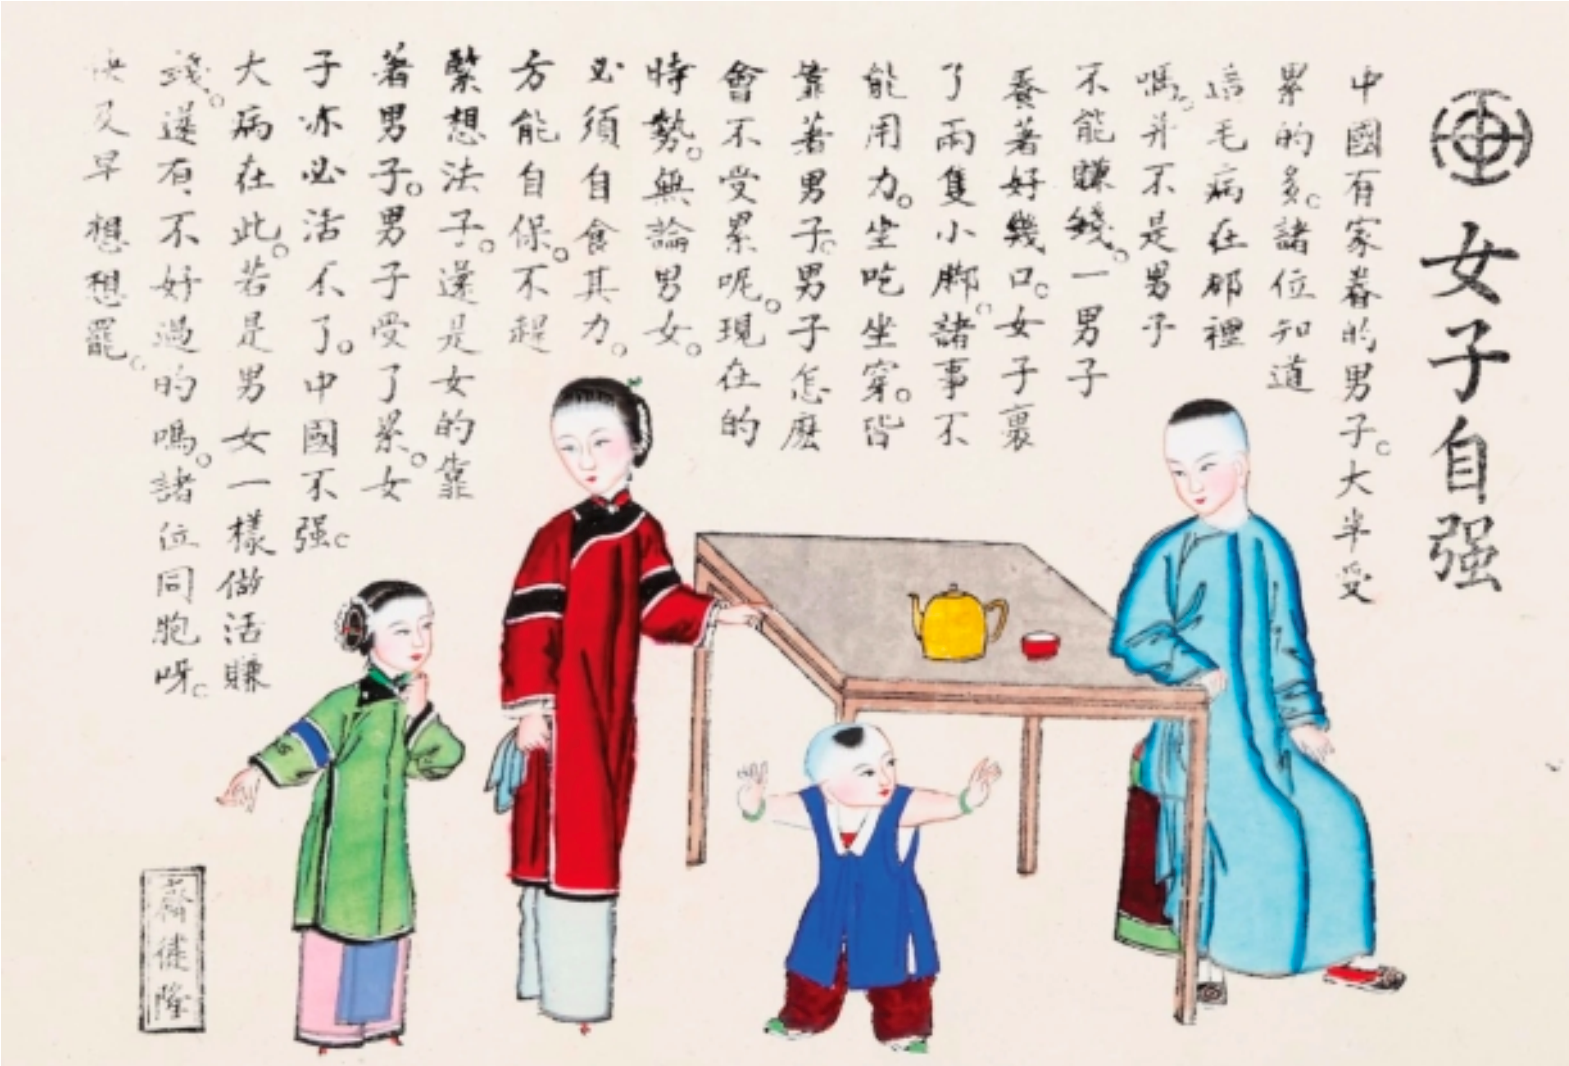 女子自强
中國有家眷的男子。大半受
累的多。諸位知道
這毛病在那裡
嗎。并不是男子
不能賺錢。一男子
養著好幾口。女子裹
了兩隻小脚。諸事不
能用力。坐吃坐穿。皆
靠著男子。男子怎麽
會不受累呢。現在的
時勢。無論男女。
必須自食其力。
方能自保。不趕
緊想法子。還是女的靠
著男子。男子受了累。女
子亦必活不了。中國不强。
大病在此。若是男女一樣做活賺
錢。還有不好過的嗎。諸位同胞呀。
快及早想想罷。
齋健隆